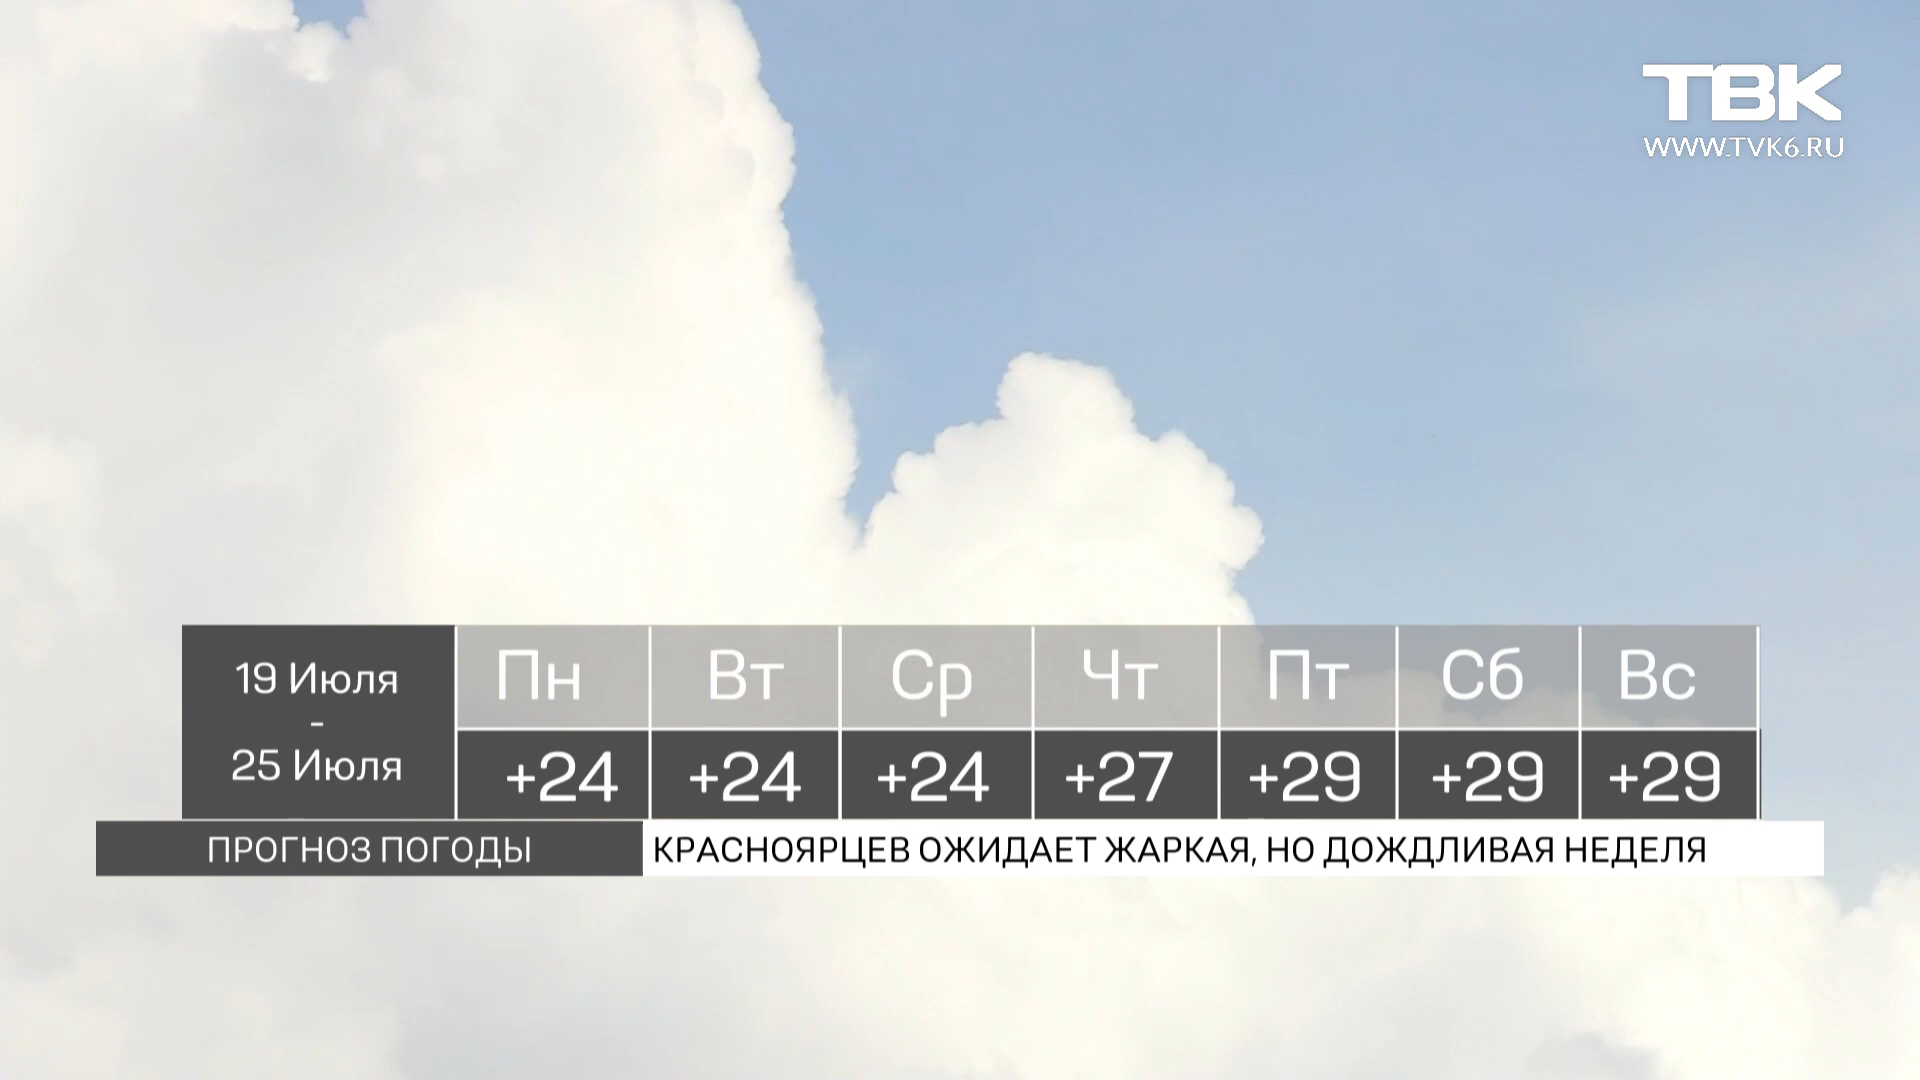 ТВК
WWW.TVK6.RU
19 Июля
-
25 Июля
Пн Вт Ср Чт Пт Сб Вс
+24 +24 +24 +27 +29 +29 +29
ПРОГНОЗ ПОГОДЫ
КРАСНОЯРЦЕВ ОЖИДАЕТ ЖАРКАЯ, НО ДОЖДЛИВАЯ НЕДЕЛЯ